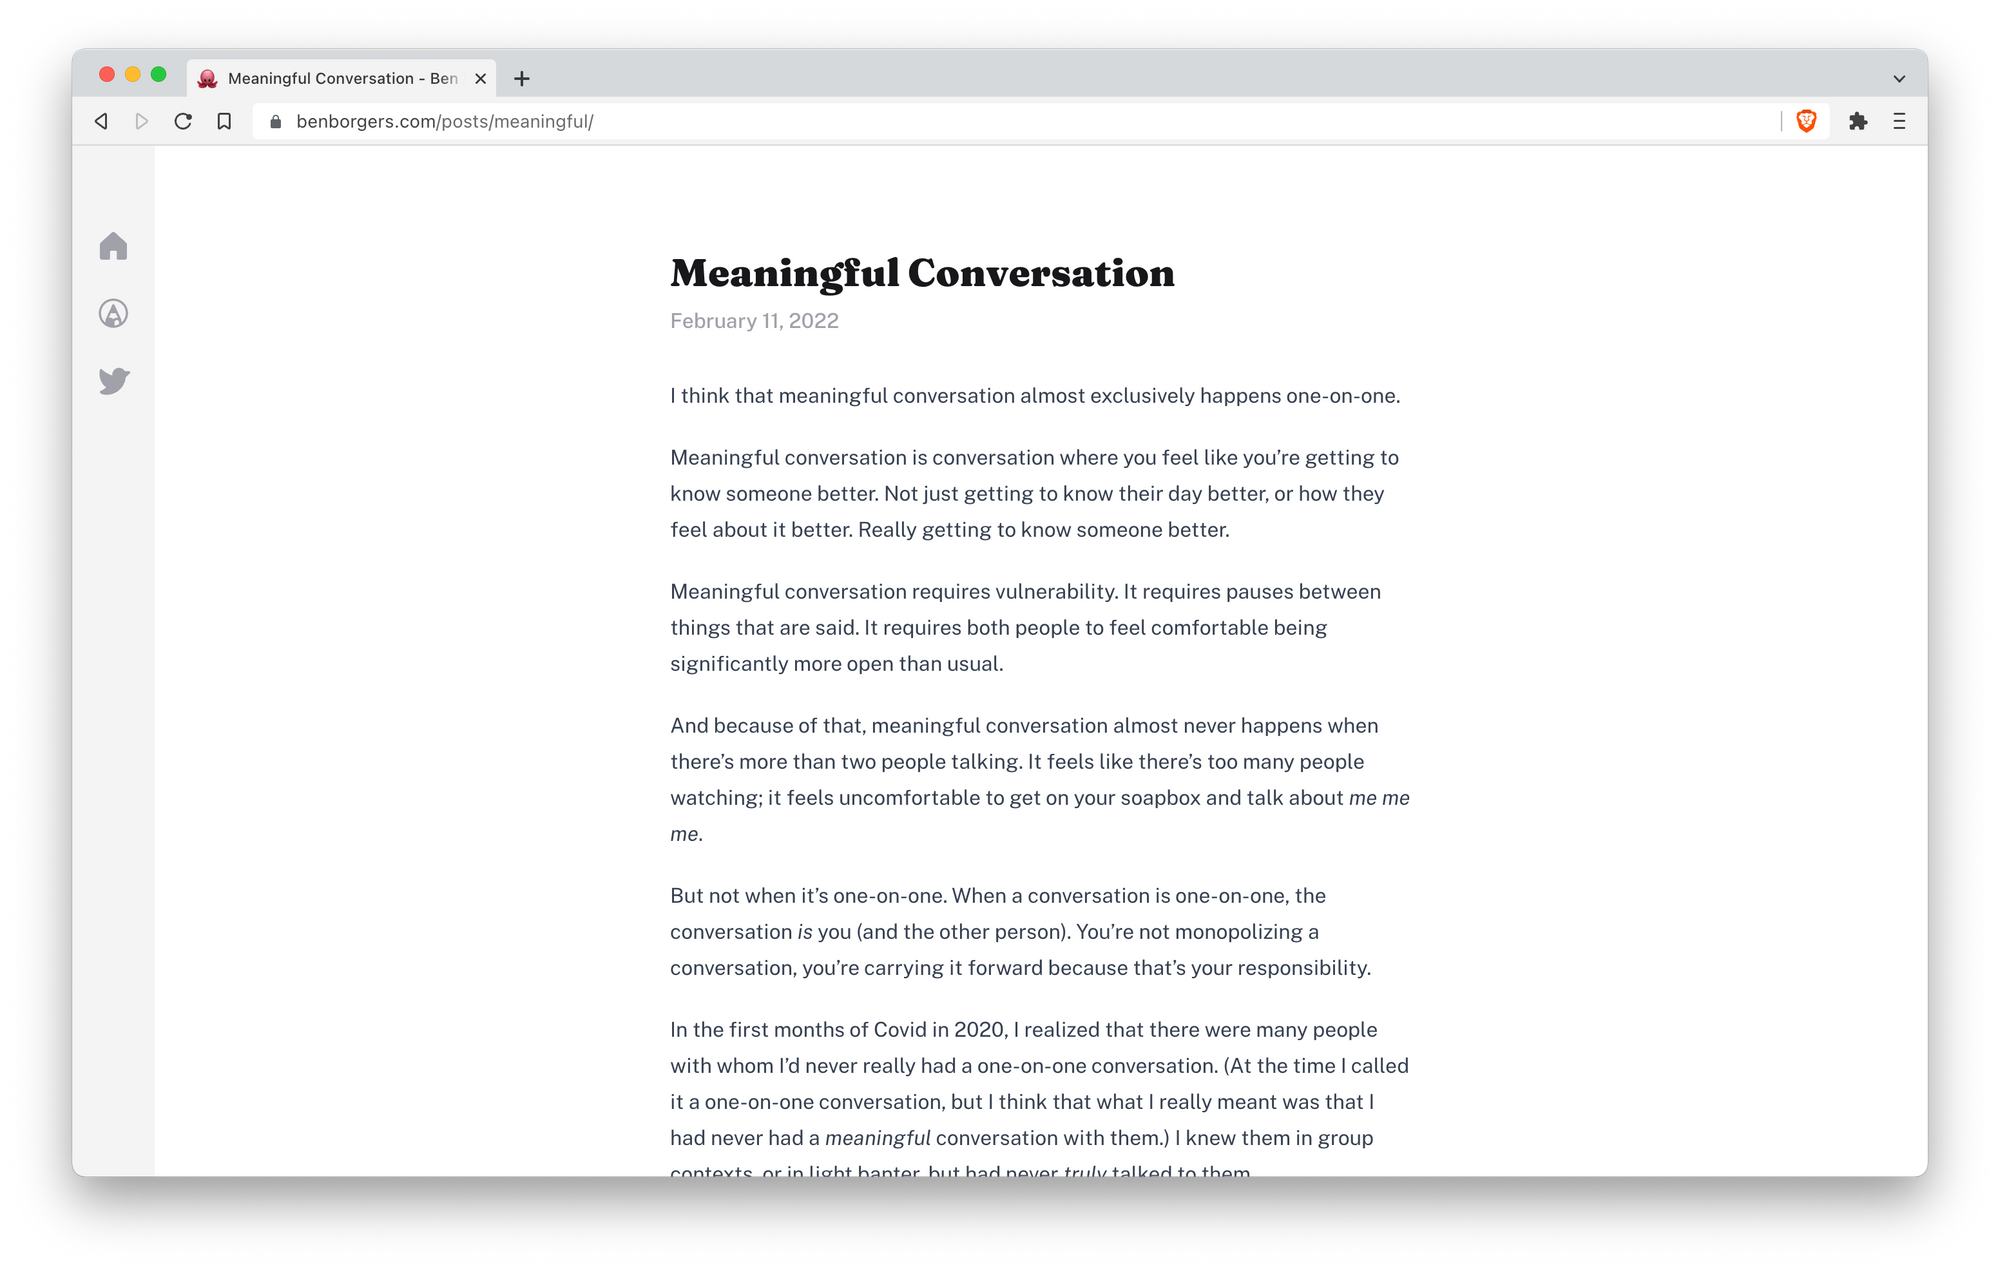 Meaningful Conversation - Ben
benborgers.com/posts/meaningful/
Meaningful Conversation
February 11, 2022
I think that meaningful conversation almost exclusively happens one-on-one.
Meaningful conversation is conversation where you feel like you’re getting to
know someone better. Not just getting to know their day better, or how they
feel about it better. Really getting to know someone better.
Meaningful conversation requires vulnerability. It requires pauses between
things that are said. It requires both people to feel comfortable being
significantly more open than usual.
And because of that, meaningful conversation almost never happens when
there’s more than two people talking. It feels like there’s too many people
watching; it feels uncomfortable to get on your soapbox and talk about me me
me.
But not when it’s one-on-one. When a conversation is one-on-one, the
conversation is you (and the other person). You’re not monopolizing a
conversation, you’re carrying it forward because that’s your responsibility.
In the first months of Covid in 2020, I realized that there were many people
with whom I’d never really had a one-on-one conversation. (At the time I called
it a one-on-one conversation, but I think that what I really meant was that I
had never had a meaningful conversation with them.) I knew them in group
contexts, or in light banter, but had never truly talked to them.